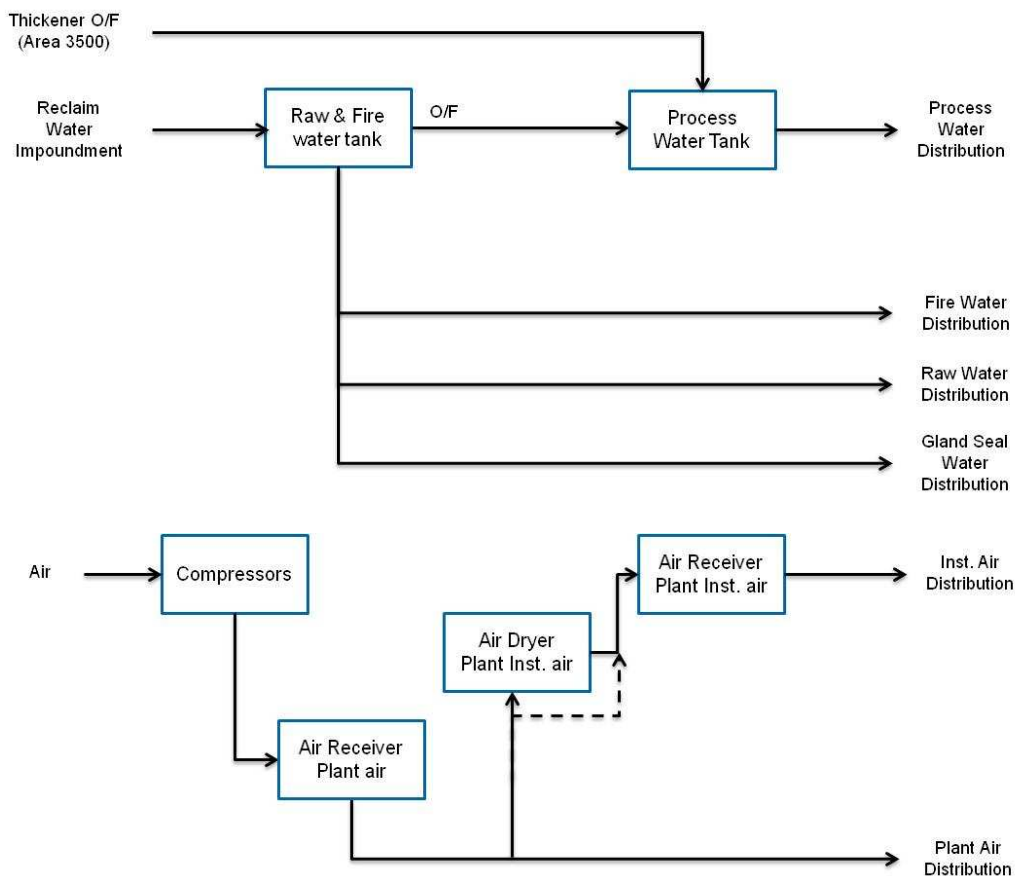 Thickener O/F
(Area 3500)
Reclaim
Water
Impoundment
Raw & Fire
water tank
O/F
Process
Water Tank
Process
Water
Distribution
Fire Water
Distribution
Raw Water
Distribution
Gland Seal
Water
Distribution
Air
Compressors
Air Receiver
Plant Inst. air
Inst. Air
Distribution
Air Dryer
Plant Inst. air
Air Receiver
Plant air
Plant Air
Distribution